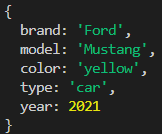 {
  brand: 'Ford',
  model: 'Mustang',
  color: 'yellow',
  type: 'car',
  year: 2021
}